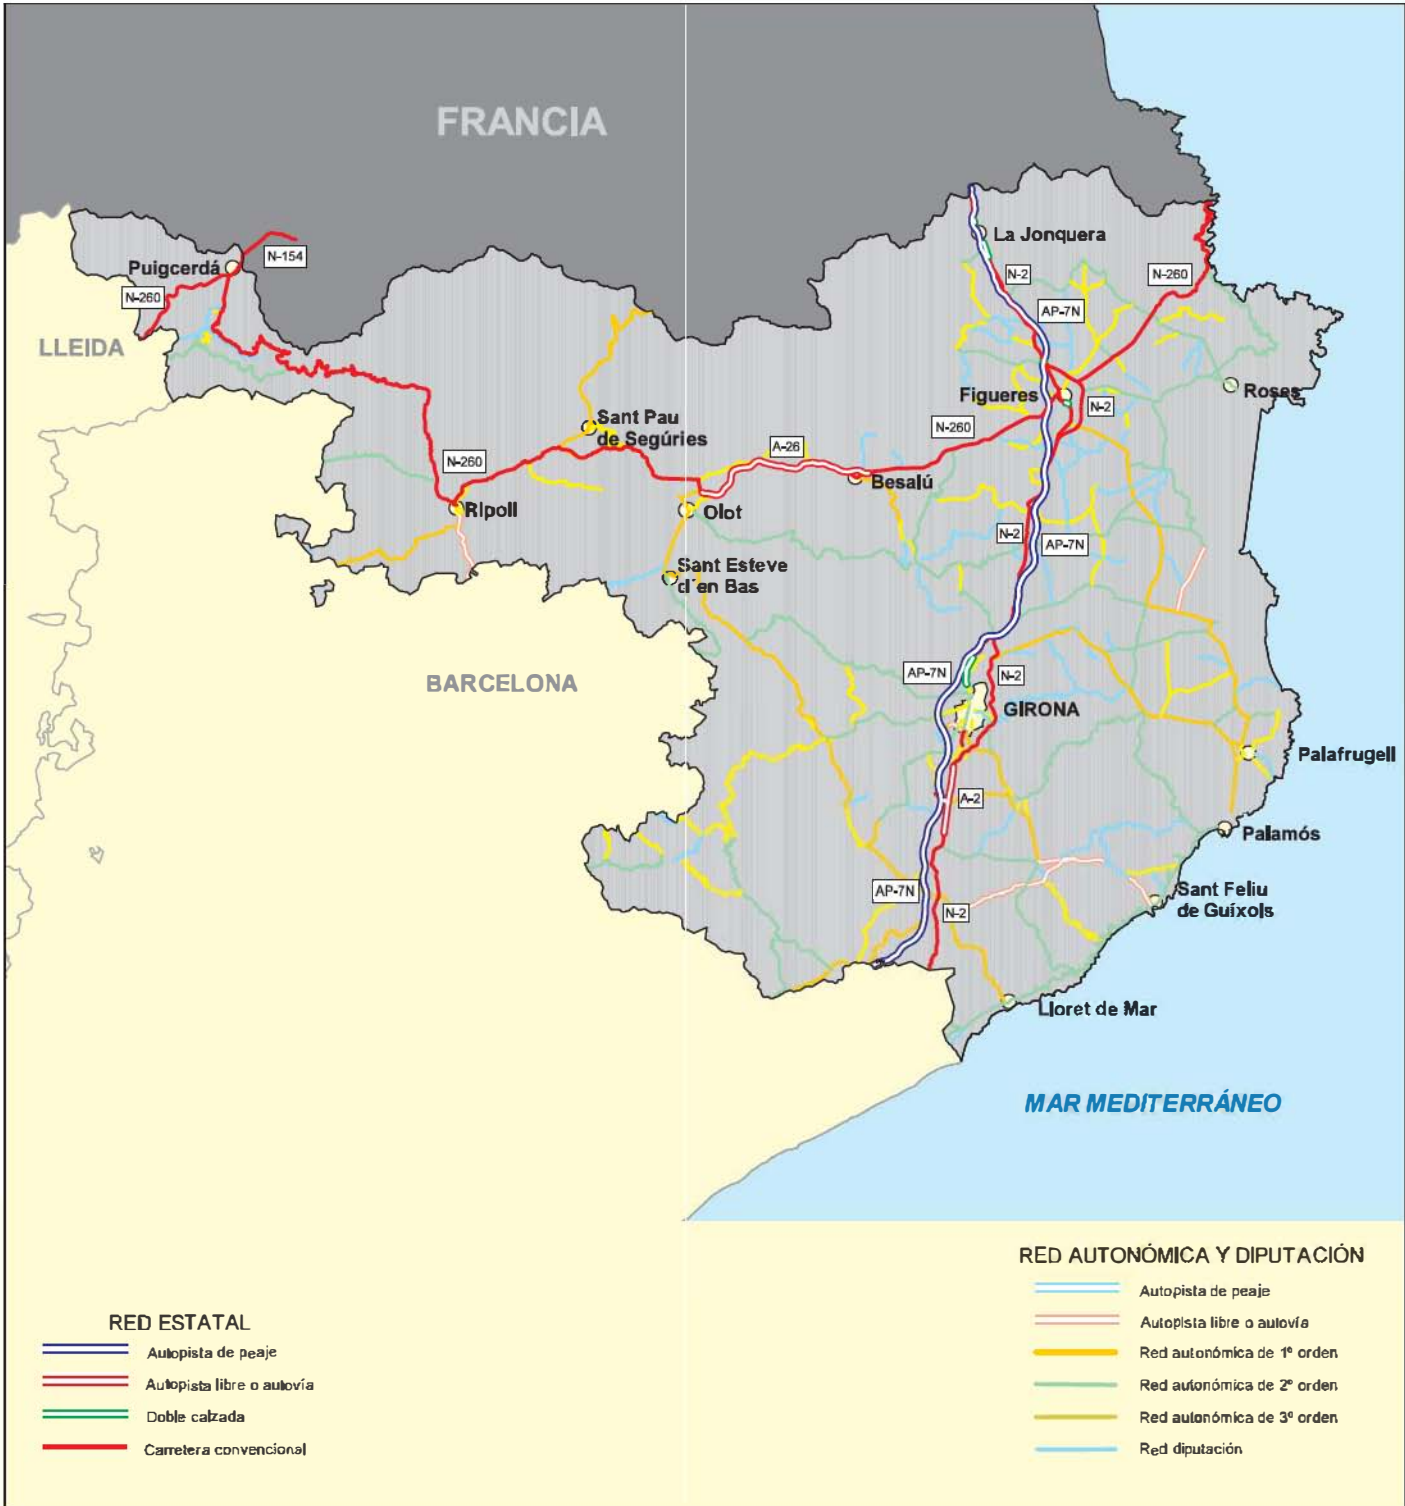 FRANCIA
La Jonquera
N-154
Puigcerdá
N-2
N-260
N-260
AP-7N
LLEIDA
Figueres
Roses
N-2
Sant Pau
de Segúries
N-260
A-26
N-260
Besalú
Ripoll
Olot
N-2
AP-7N
Sant Esteve
d´en Bas
AP-7N
N-2
BARCELONA
GIRONA
Palafrugell
A-2
Palamós
AP-7N
Sant Feliu
de Guíxols
N-2
Lloret de Mar
MAR MEDITERRÁNEO
RED ESTATAL
Autopista de peaje
Autopista libre o autovía
Doble calzada
Carretera convencional
RED AUTONÓMICA Y DIPUTACIÓN
Autopista de peaje
Autopista libre o autovía
Red autonómica de 1º orden
Red autonómica de 2º orden
Red autonómica de 3º orden
Red diputación